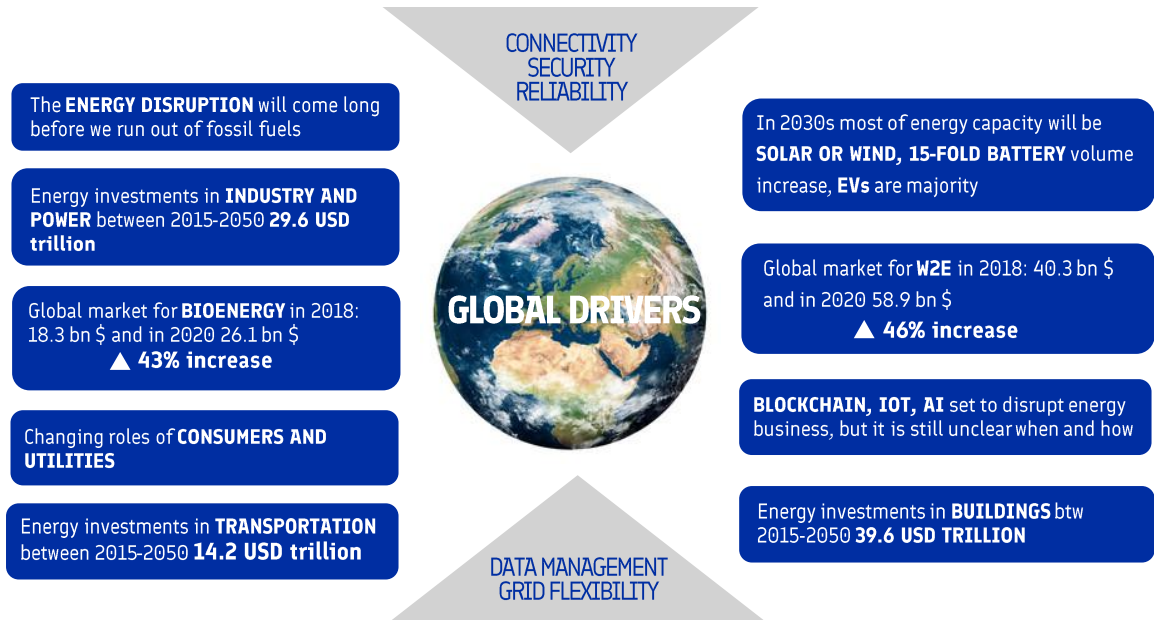 CONNECTIVITY
SECURITY
RELIABILITY
The ENERGY DISRUPTION will come long
before we run out of fossil fuels
Energy investments in INDUSTRY AND
POWER between 2015-2050 29.6 USD
trillion
Global market for BIOENERGY in 2018:
18.3 bn $ and in 2020 26.1 bn $
▲ 43% increase
Changing roles of CONSUMERS AND
UTILITIES
Energy investments in TRANSPORTATION
between 2015-2050 14.2 USD trillion
GLOBAL DRIVERS
In 2030s most of energy capacity will be
SOLAR OR WIND, 15-FOLD BATTERY volume
increase, EVs are majority
Global market for W2E in 2018: 40.3 bn $
and in 2020 58.9 bn $
▲ 46% increase
BLOCKCHAIN, IOT, AI set to disrupt energy
business, but it is still unclear when and how
Energy investments in BUILDINGS btw
2015-2050 39.6 USD TRILLION
DATA MANAGEMENT
GRID FLEXIBILITY